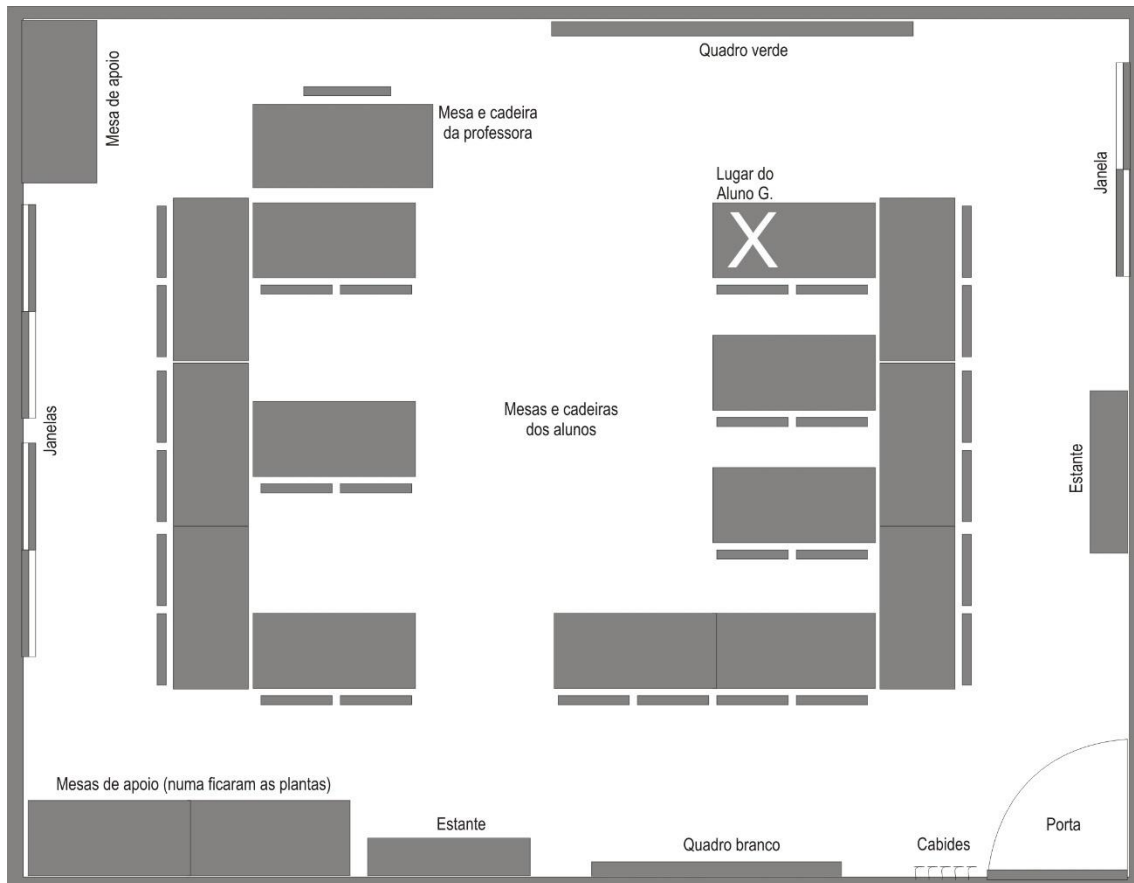 Quadro verde
Mesa de apoio
Mesa e cadeira
da professora
Janela
Lugar do
Aluno G.
X
Janelas
Mesas e cadeiras
dos alunos
Estante
Mesas de apoio (numa ficaram as plantas)
Estante
Quadro branco
Cabides
Porta